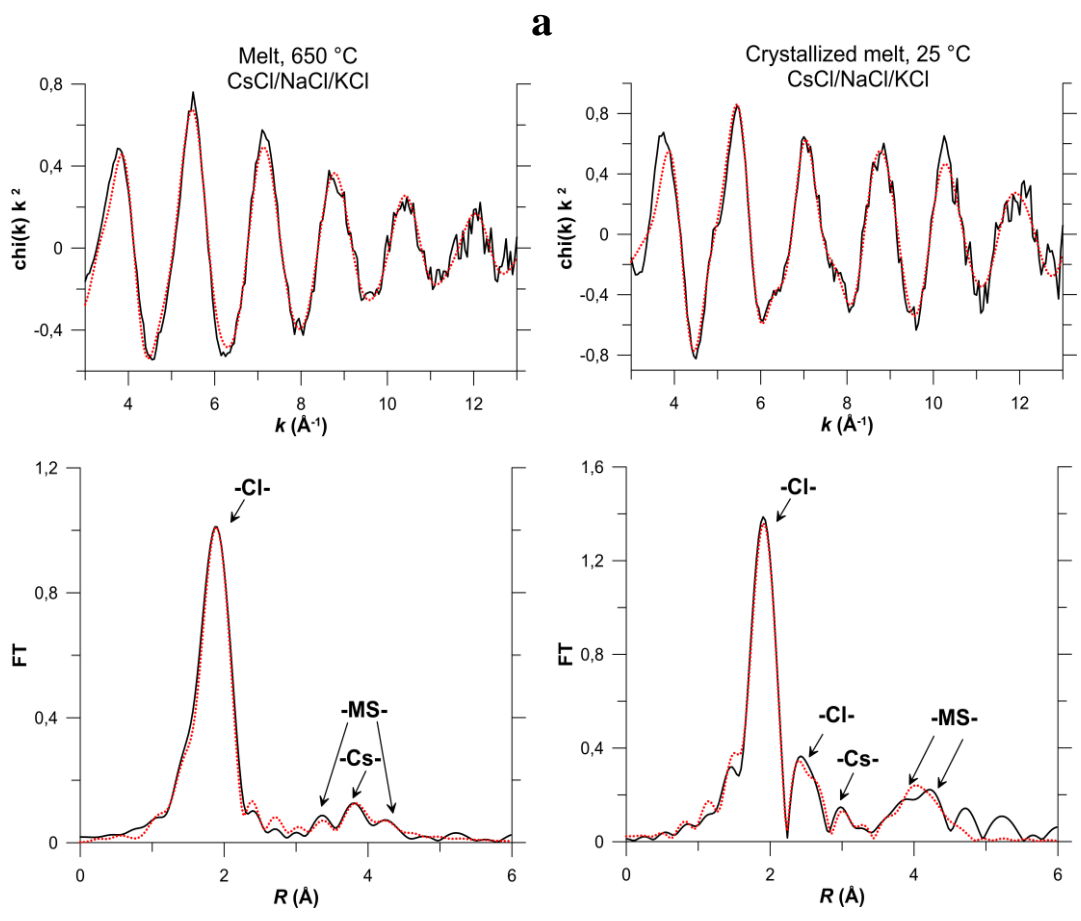 a
Melt, 650 °C
CsCl/NaCl/KCl
0,8
0,4
0
-0,4
chi(k) k ²
4 6 8 10 12
k (Å⁻¹)
Crystallized melt, 25 °C
CsCl/NaCl/KCl
0,8
0,4
0
-0,4
-0,8
chi(k) k ²
4 6 8 10 12
k (Å⁻¹)
1,2
0,8
0,4
0
FT
-Cl-
-MS-
-Cs-
0 2 4 6
R (Å)
1,6
1,2
0,8
0,4
0
FT
-Cl-
-Cl-
-Cs-
-MS-
0 2 4 6
R (Å)